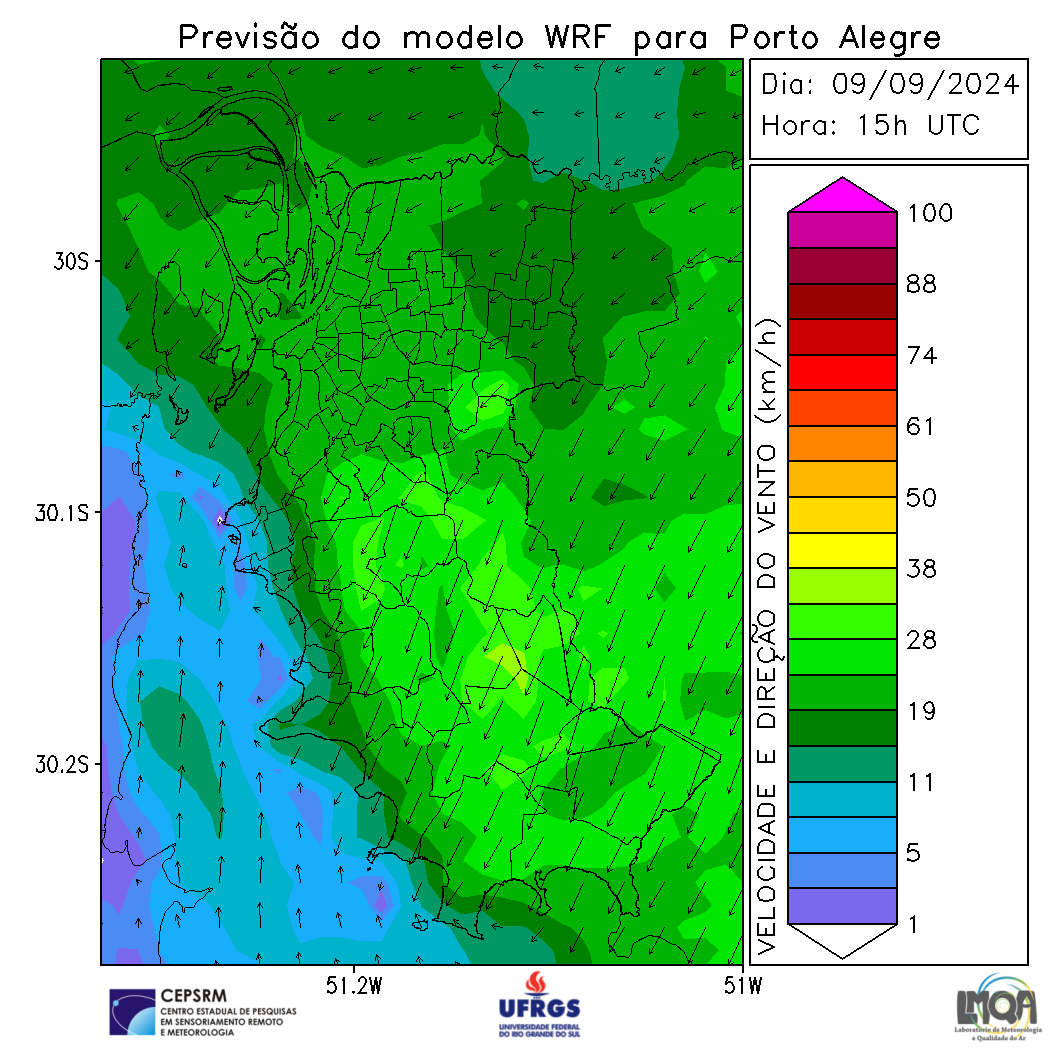 Previsão do modelo WRF para Porto Alegre
Dia: 09/09/2024
Hora: 15h UTC
30S
30.1S
30.2S
51.2W
51W
VELOCIDADE E DIREÇÃO DO VENTO (km/h)
100
88
74
61
50
38
28
19
11
5
1
CEPSRM
CENTRO ESTADUAL DE PESQUISAS
EM SENSORIAMENTO REMOTO
E METEOROLOGIA
UFRGS
UNIVERSIDADE FEDERAL
DO RIO GRANDE DO SUL
LMQA
Laboratório de Meteorologia
e Qualidade do Ar